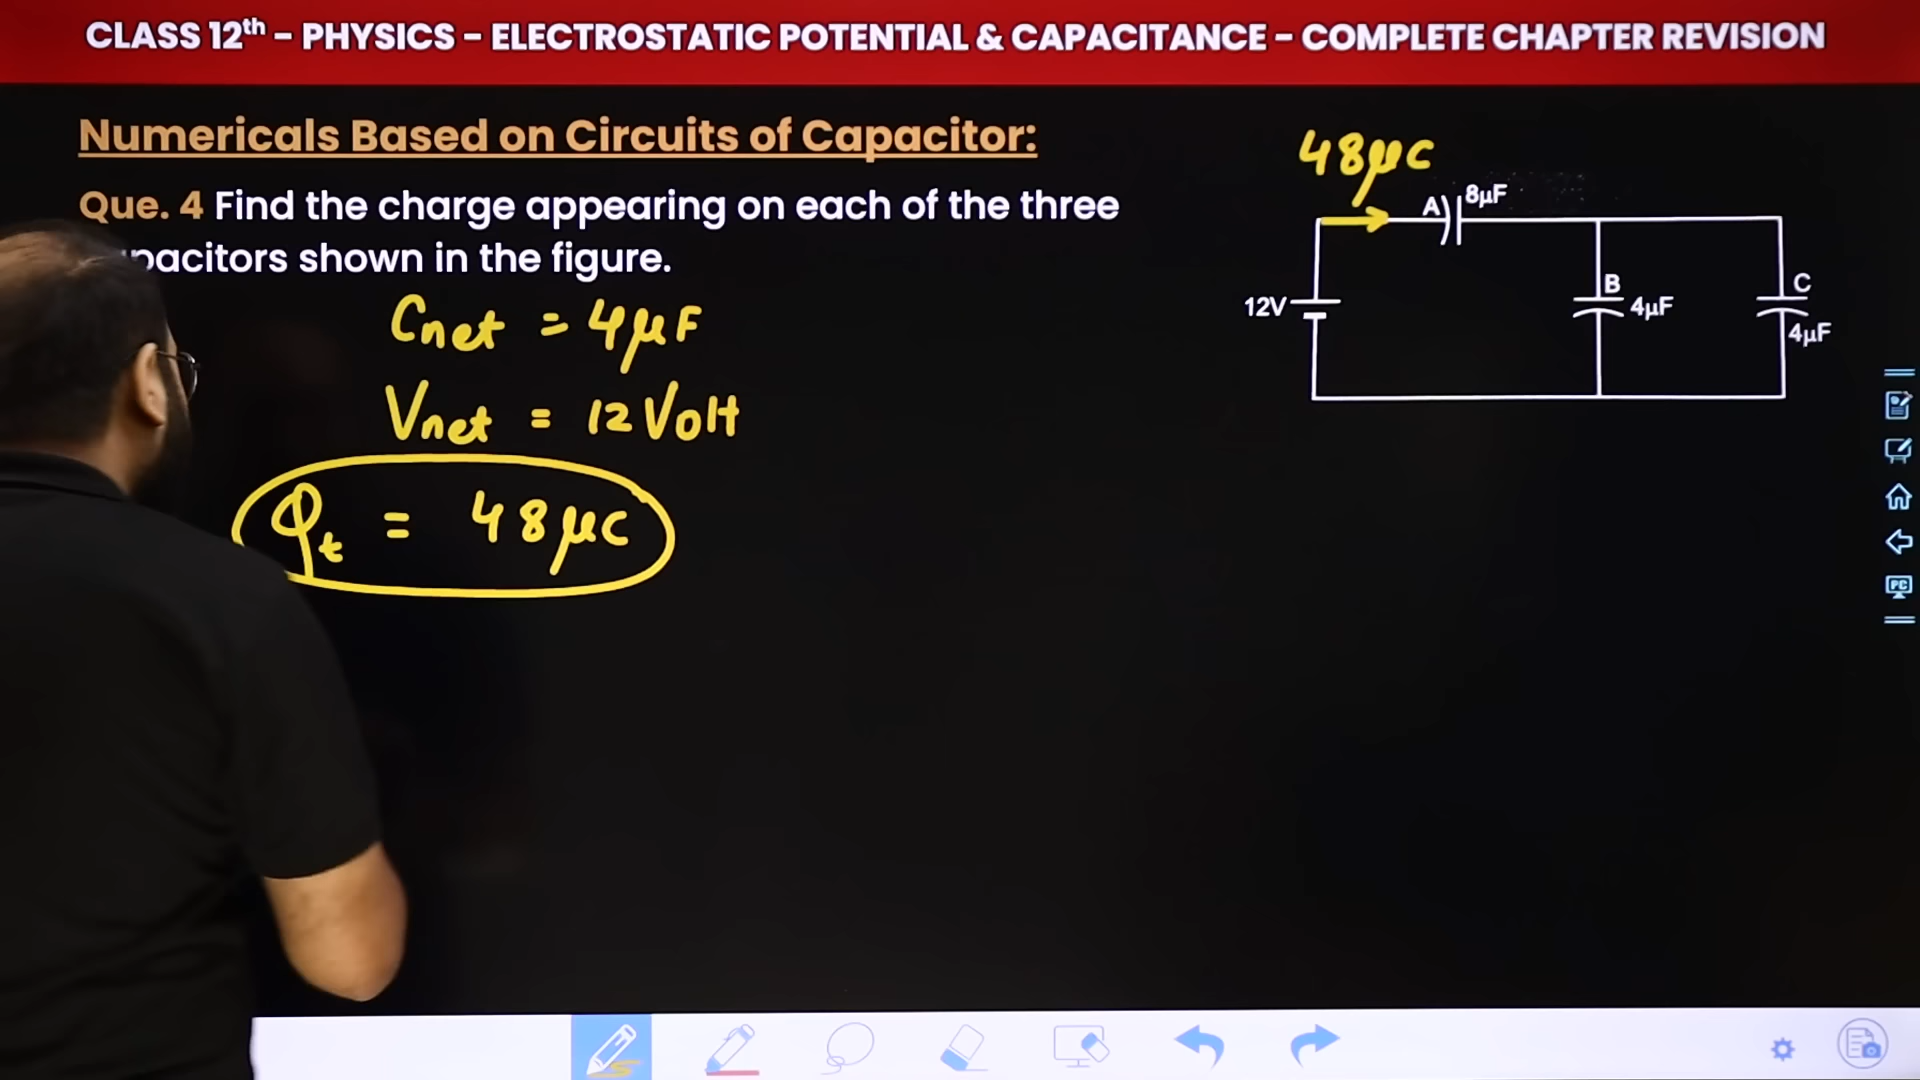 CLASS 12th - PHYSICS - ELECTROSTATIC POTENTIAL & CAPACITANCE - COMPLETE CHAPTER REVISION
Numericals Based on Circuits of Capacitor:
Que. 4 Find the charge appearing on each of the three
pacitors shown in the figure.
Cnet = 4μF
Vnet = 12 Volt
Qt = 48μC
48μC
A 8μF
12V
B 4μF
C 4μF
PC